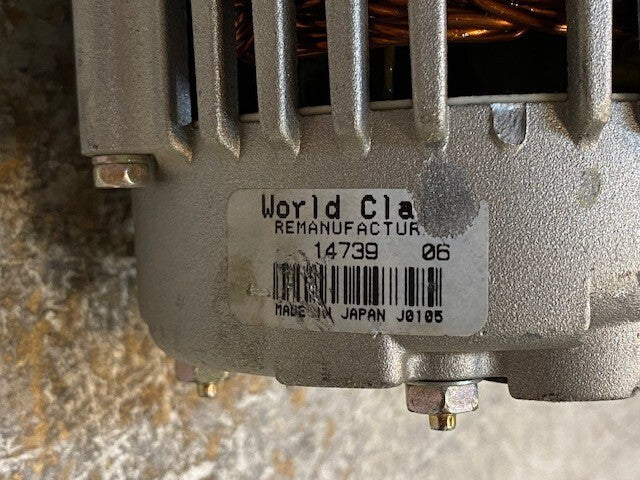 World Cla
REMANUFACTUR
14739 06
MADE IN JAPAN J0105